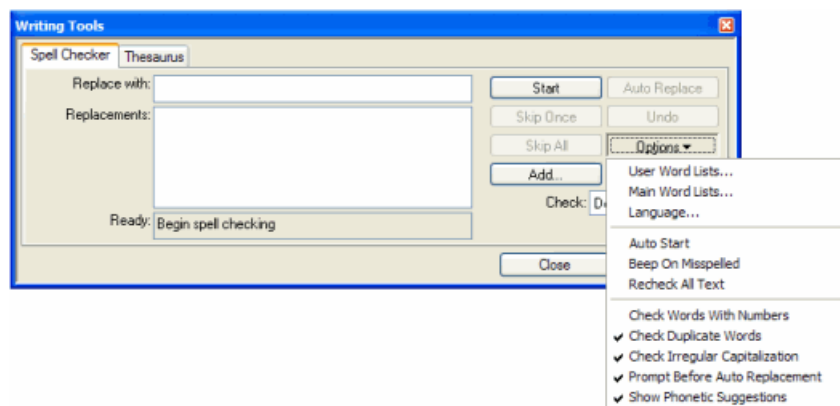 Writing Tools
Spell Checker Thesaurus
Replace with:
Start Auto Replace
Replacements:
Skip Once Undo
Skip All Options
Add...
Check:
Ready: Begin spell checking
Close
User Word Lists...
Main Word Lists...
Language...
Auto Start
Beep On Misspelled
Recheck All Text
Check Words With Numbers
Check Duplicate Words
Check Irregular Capitalization
Prompt Before Auto Replacement
Show Phonetic Suggestions